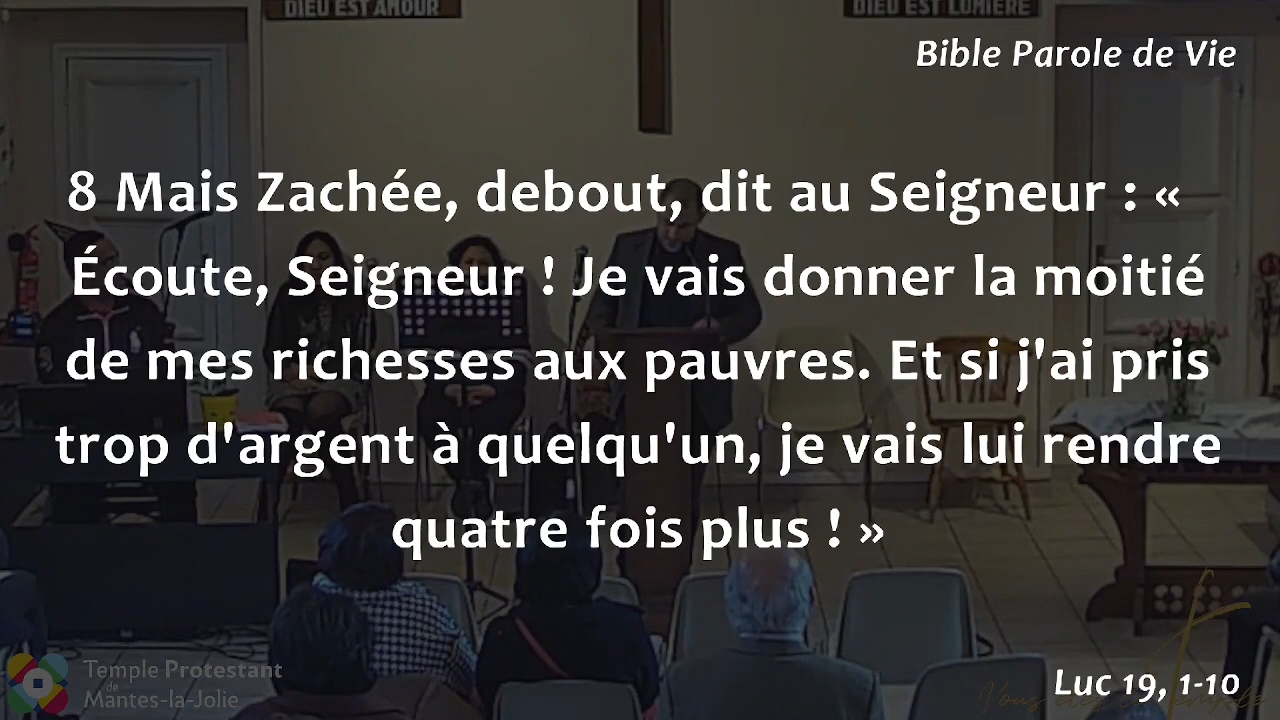 DIEU EST AMOUR
DIEU EST LUMIÈRE
Bible Parole de Vie
8 Mais Zachée, debout, dit au Seigneur : «
Écoute, Seigneur ! Je vais donner la moitié
de mes richesses aux pauvres. Et si j'ai pris
trop d'argent à quelqu'un, je vais lui rendre
quatre fois plus ! »
Temple Protestant
de
Mantes-la-Jolie
Luc 19, 1-10